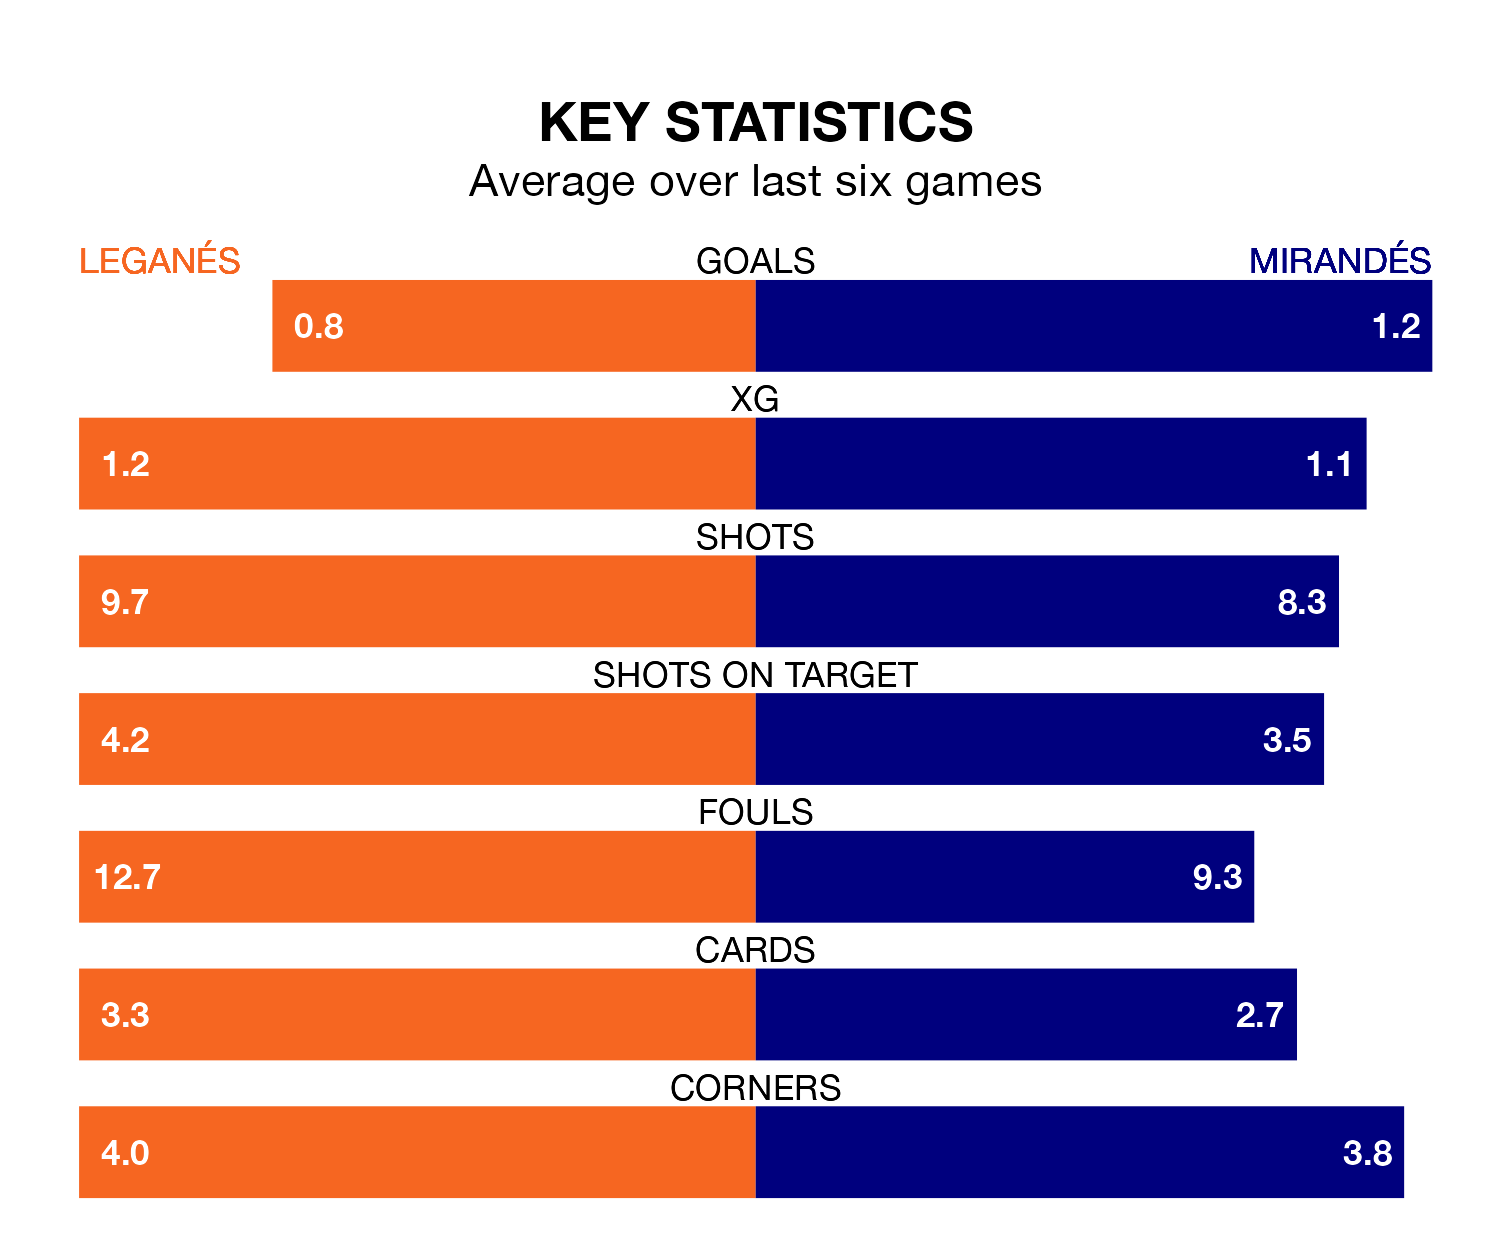 KEY STATISTICS
Average over last six games
LEGANÉS GOALS MIRANDÉS
0.8 1.2
XG
1.2 1.1
SHOTS
9.7 8.3
SHOTS ON TARGET
4.2 3.5
FOULS
12.7 9.3
CARDS
3.3 2.7
CORNERS
4.0 3.8